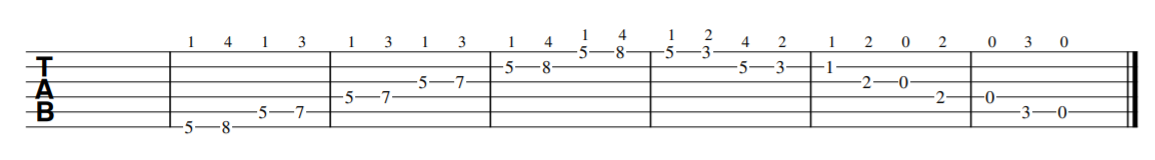 1 4 1 3 1 3 1 3 1 4 1 4 1 2 4 2 1 2 0 2 0 3 0
5 8 5 3
T 5 8 5 3 1
5 7 2 0
A 5 7 2 0
B 5 7 3 0
5 8